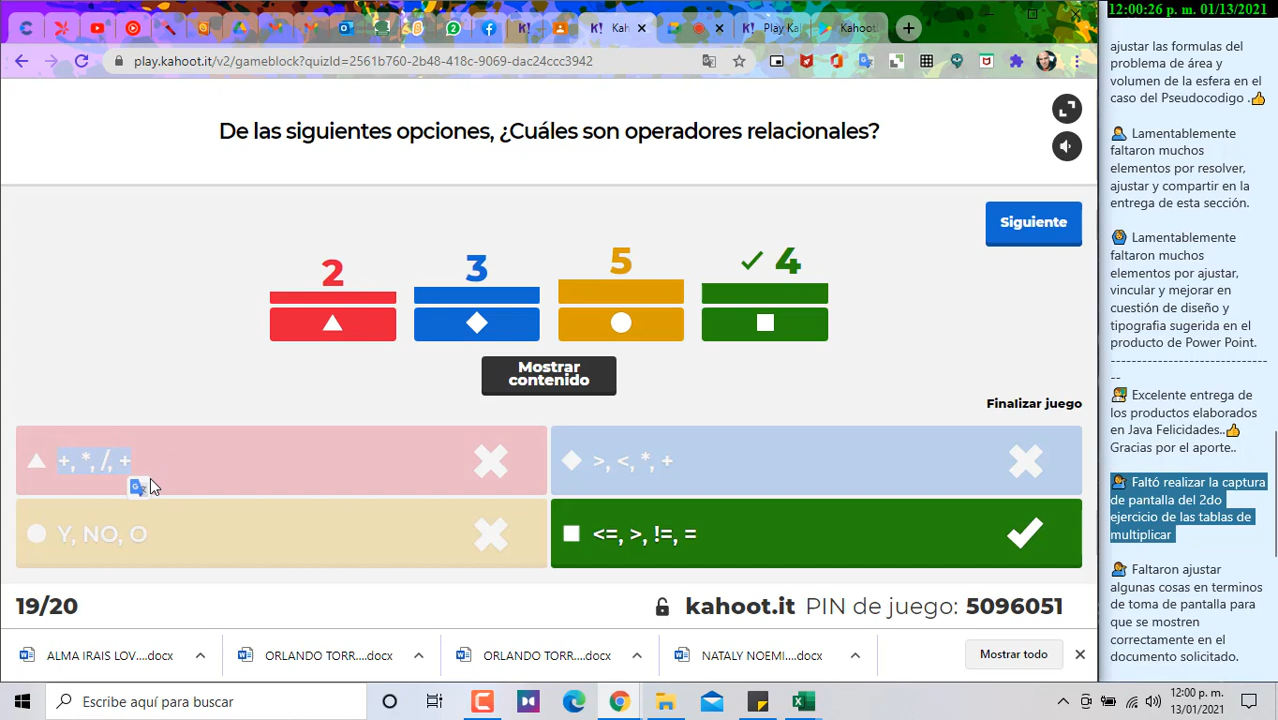 12:00:26 p. m. 01/13/2021
Kah
Play Ka
Kahoot
play.kahoot.it/v2/gameblock?quizId=2561b760-2b48-418c-9069-dac24ccc3942
De las siguientes opciones, ¿Cuáles son operadores relacionales?
Siguiente
2
3
5
4
Mostrar
contenido
Finalizar juego
+, *, /, +
>, <, *, +
Y, NO, O
<=, >, !=, =
19/20
kahoot.it PIN de juego: 5096051
ALMA IRAIS LOV....docx
ORLANDO TORR....docx
ORLANDO TORR....docx
NATALY NOEMI....docx
Mostrar todo
Escribe aquí para buscar
12:00 p. m.
13/01/2021
ajustar las formulas del
problema de área y
volumen de la esfera en el
caso del Pseudocodigo .👍
Lamentablemente
faltaron muchos
elementos por resolver,
ajustar y compartir en la
entrega de esta sección.
Lamentablemente
faltaron muchos
elementos por ajustar,
vincular y mejorar en
cuestión de diseño y
tipografia sugerida en el
producto de Power Point.
------------------------------
--
Excelente entrega de
los productos elaborados
en Java Felicidades..👍
Gracias por el aporte..
Faltó realizar la captura
de pantalla del 2do
ejercicio de las tablas de
multiplicar
Faltaron ajustar
algunas cosas en terminos
de toma de pantalla para
que se mostren
correctamente en el
documento solicitado.